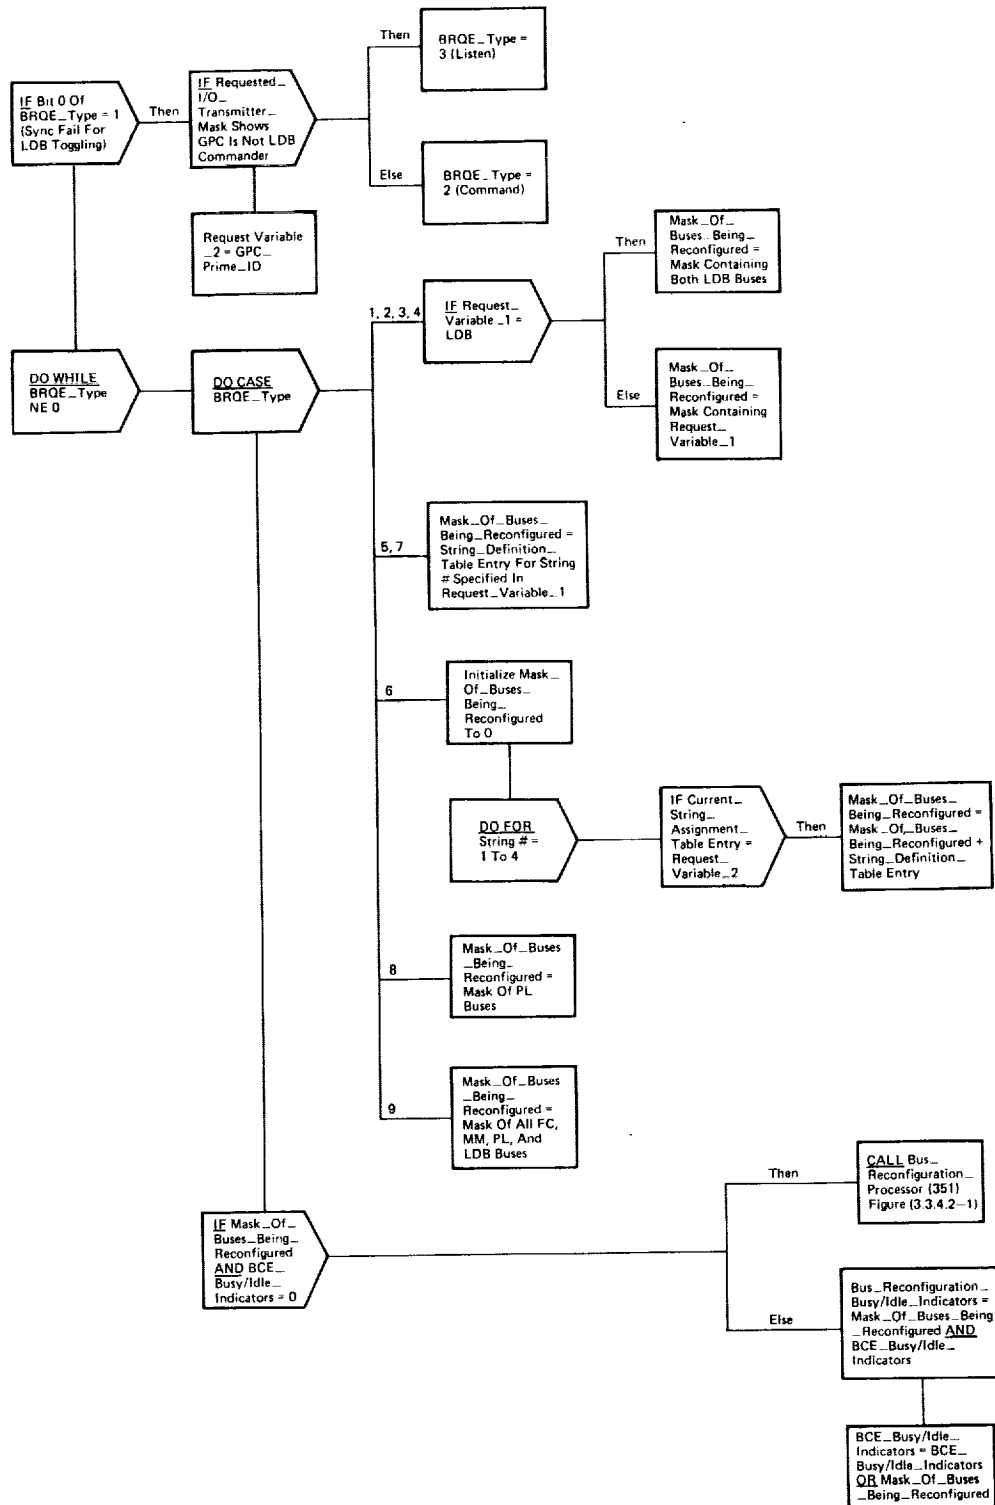 Then
BRQE_Type =
3 (Listen)
IF Bit 0 Of
BRQE_Type = 1
(Sync Fail For
LDB Toggling)
Then
IF Requested_
I/O_
Transmitter_
Mask Shows
GPC Is Not LDB
Commander
Else
BRQE_Type =
2 (Command)
Request Variable
_2 = GPC_
Prime_ID
DO WHILE
BRQE_Type
NE 0
DO CASE
BRQE_Type
1, 2, 3, 4
IF Request_
Variable_1 =
LDB
Then
Mask_Of_
Buses_Being_
Reconfigured =
Mask Containing
Both LDB Buses
Else
Mask_Of_
Buses_Being_
Reconfigured =
Mask Containing
Request_
Variable_1
5, 7
Mask_Of_Buses_
Being_Reconfigured =
String_Definition_
Table Entry For String
# Specified In
Request_Variable_1
6
Initialize Mask_
Of_Buses_
Being_
Reconfigured
To 0
DO FOR
String # =
1 To 4
IF Current_
String_
Assignment_
Table Entry =
Request_
Variable_2
Then
Mask_Of_Buses_
Being_Reconfigured =
Mask_Of_Buses_
Being_Reconfigured +
String_Definition_
Table Entry
8
Mask_Of_Buses
_Being_
Reconfigured =
Mask Of PL
Buses
9
Mask_Of_Buses
_Being_
Reconfigured =
Mask Of All FC,
MM, PL, And
LDB Buses
IF Mask_Of_
Buses_Being_
Reconfigured
AND BCE_
Busy/Idle_
Indicators = 0
Then
CALL Bus_
Reconfiguration_
Processor (351)
Figure (3.3.4.2-1)
Else
Bus_Reconfiguration_
Busy/Idle_Indicators =
Mask_Of_Buses_Being
_Reconfigured AND
BCE_Busy/Idle_
Indicators
BCE_Busy/Idle_
Indicators = BCE_
Busy/Idle_Indicators
OR Mask_Of_Buses
_Being_Reconfigured